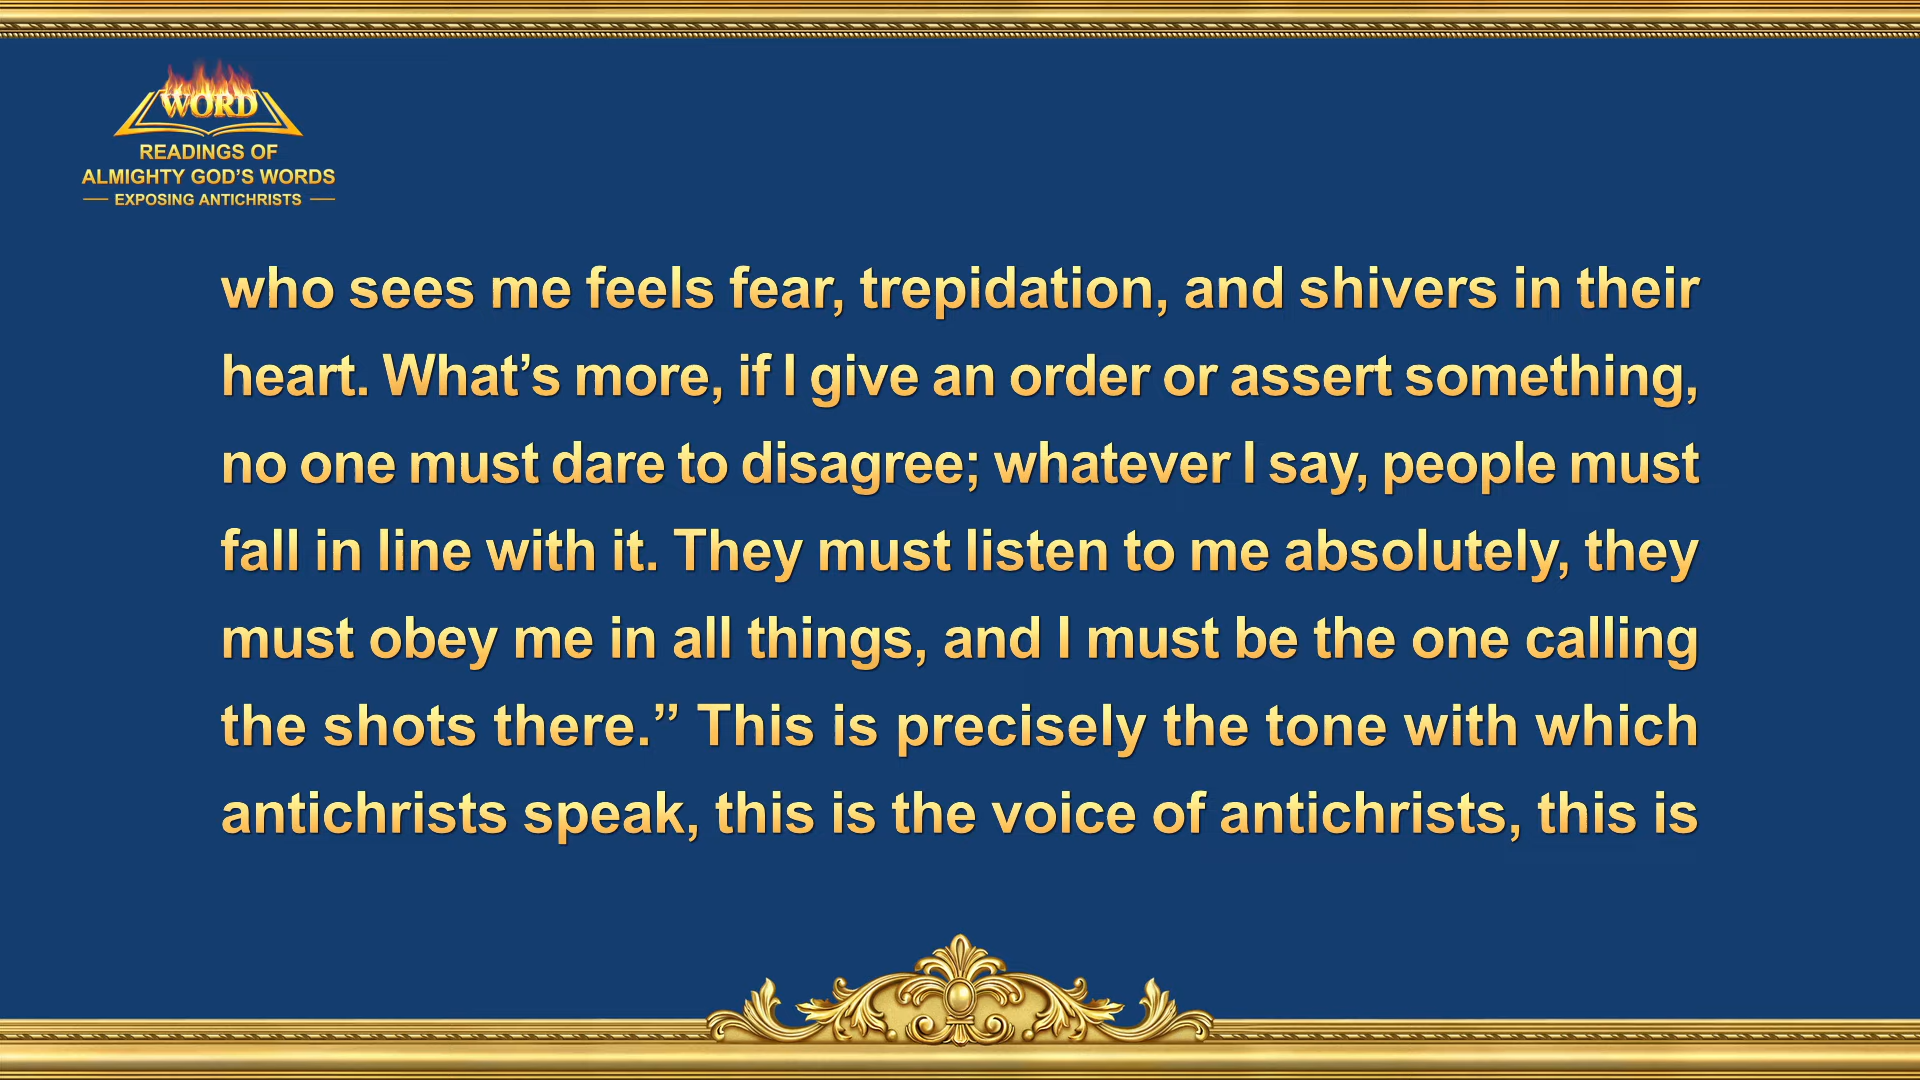 WORD
READINGS OF
ALMIGHTY GOD’S WORDS
EXPOSING ANTICHRISTS
who sees me feels fear, trepidation, and shivers in their
heart. What’s more, if I give an order or assert something,
no one must dare to disagree; whatever I say, people must
fall in line with it. They must listen to me absolutely, they
must obey me in all things, and I must be the one calling
the shots there.” This is precisely the tone with which
antichrists speak, this is the voice of antichrists, this is